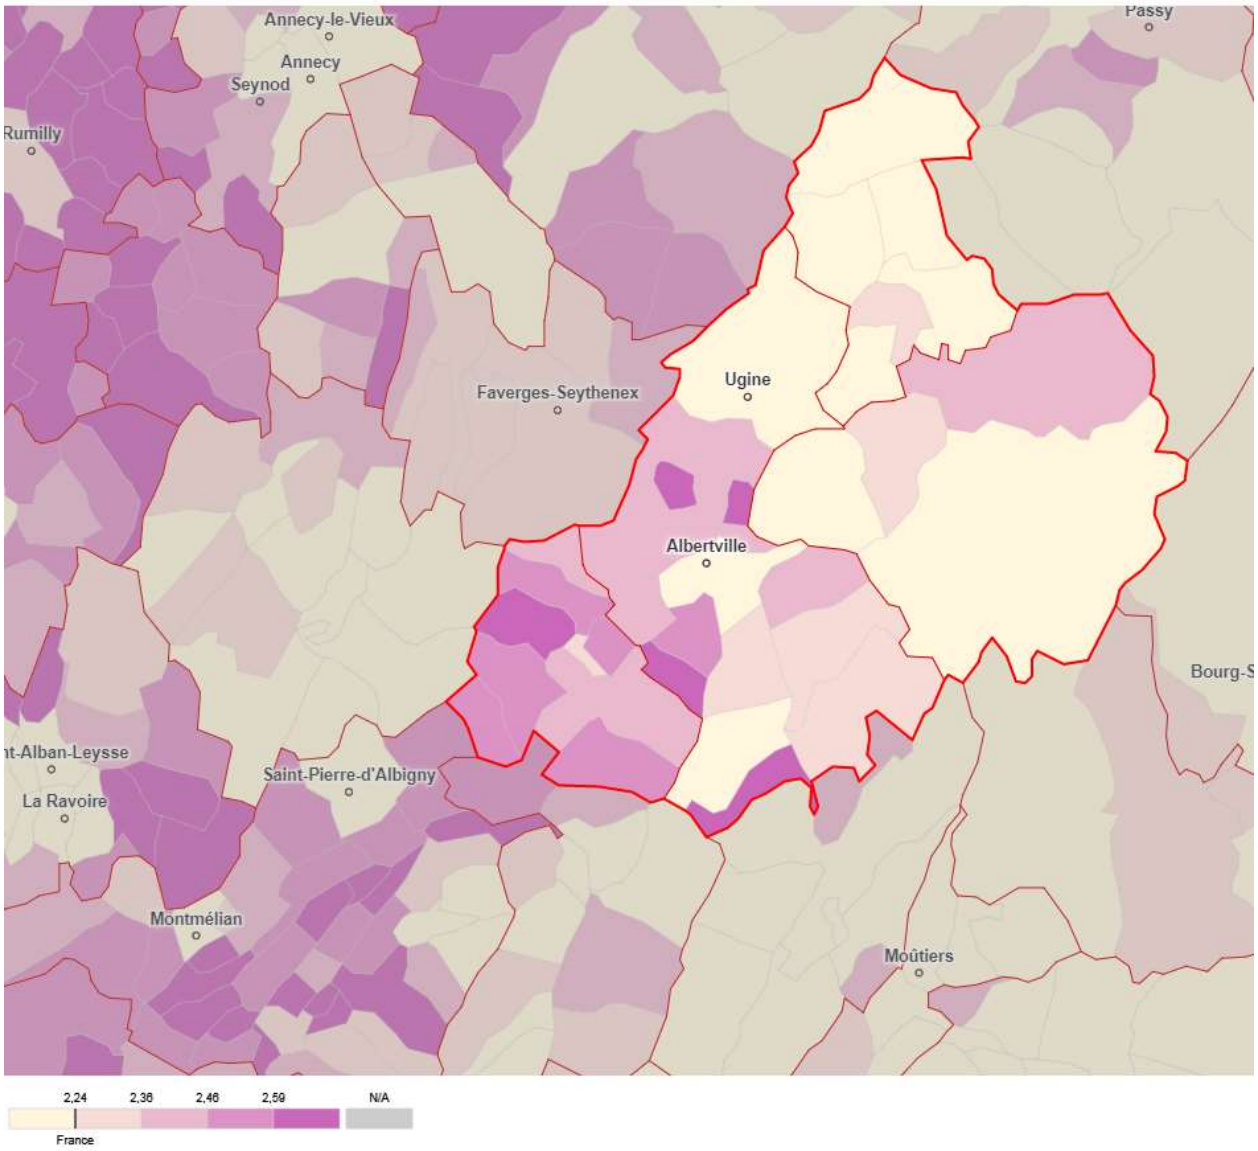 Annecy-le-Vieux
Passy
Annecy
Seynod
Rumilly
Ugine
Faverges-Seythenex
Albertville
Bourg-S
nt-Alban-Leysse
Saint-Pierre-d'Albigny
La Ravoire
Montmélian
Moûtiers
2,24 2,36 2,46 2,59 N/A
France